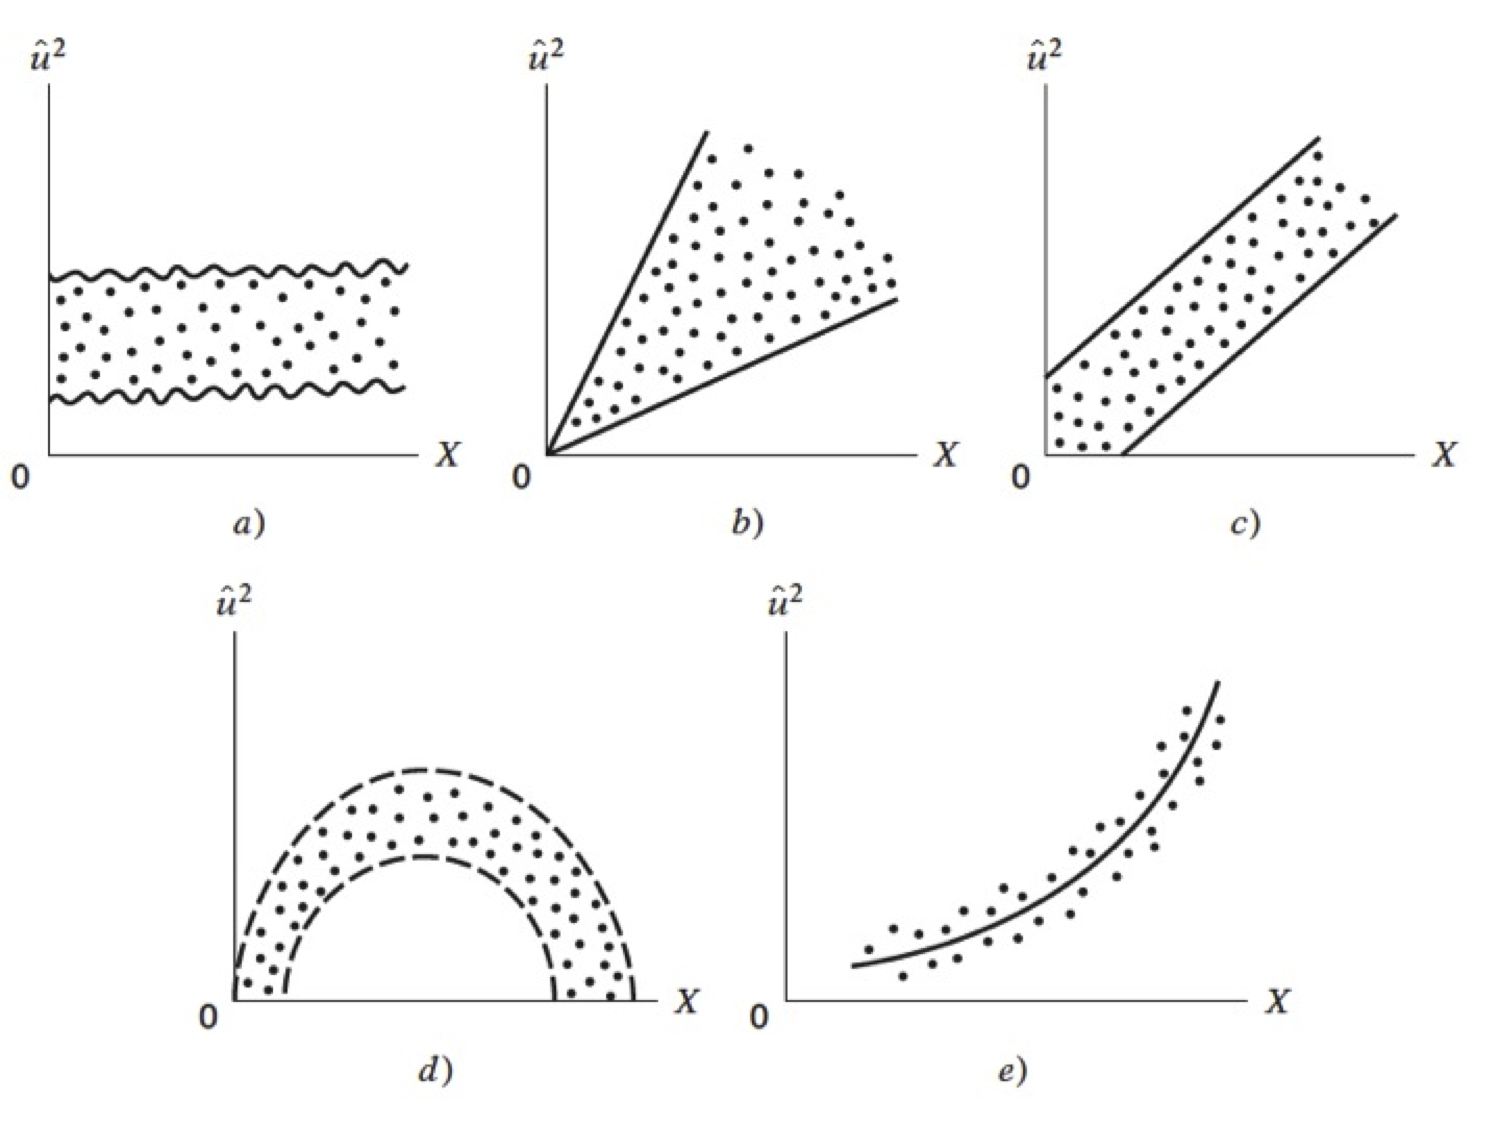 û² û² û²
0 X 0 X 0 X
a) b) c)
û² û²
0 X 0 X
d) e)